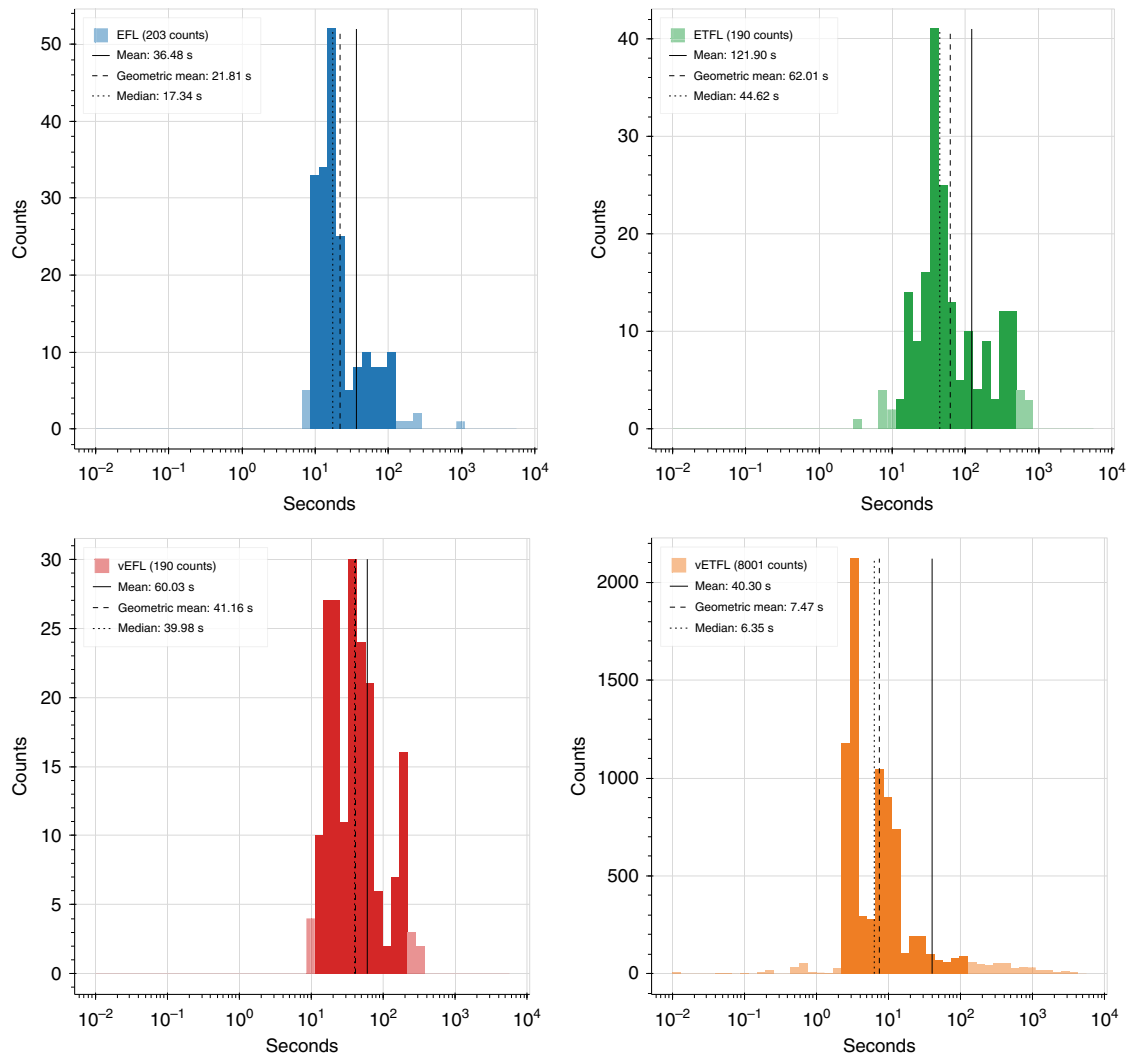 EFL (203 counts)
Mean: 36.48 s
Geometric mean: 21.81 s
Median: 17.34 s
50
40
30
20
10
0
Counts
10⁻² 10⁻¹ 10⁰ 10¹ 10² 10³ 10⁴
Seconds
ETFL (190 counts)
Mean: 121.90 s
Geometric mean: 62.01 s
Median: 44.62 s
40
30
20
10
0
Counts
10⁻² 10⁻¹ 10⁰ 10¹ 10² 10³ 10⁴
Seconds
vEFL (190 counts)
Mean: 60.03 s
Geometric mean: 41.16 s
Median: 39.98 s
30
25
20
15
10
5
0
Counts
10⁻² 10⁻¹ 10⁰ 10¹ 10² 10³ 10⁴
Seconds
vETFL (8001 counts)
Mean: 40.30 s
Geometric mean: 7.47 s
Median: 6.35 s
2000
1500
1000
500
0
Counts
10⁻² 10⁻¹ 10⁰ 10¹ 10² 10³ 10⁴
Seconds